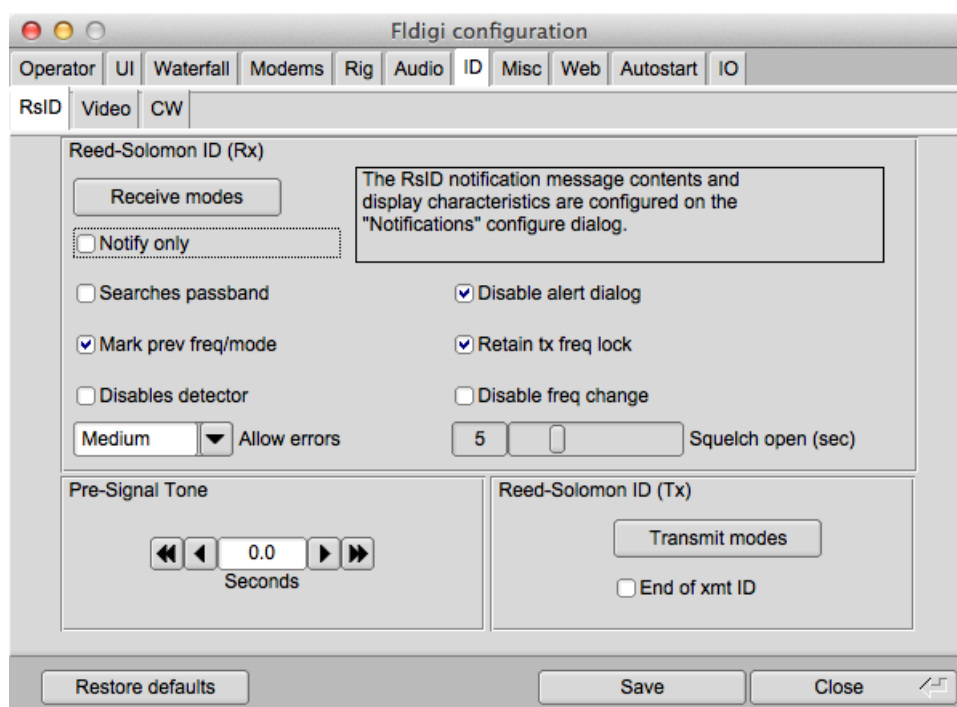 Fldigi configuration
Operator UI Waterfall Modems Rig Audio ID Misc Web Autostart IO
RsID Video CW
Reed-Solomon ID (Rx)
Receive modes
The RsID notification message contents and
display characteristics are configured on the
"Notifications" configure dialog.
Notify only
Searches passband
Disable alert dialog
Mark prev freq/mode
Retain tx freq lock
Disables detector
Disable freq change
Medium Allow errors
5 Squelch open (sec)
Pre-Signal Tone
0.0
Seconds
Reed-Solomon ID (Tx)
Transmit modes
End of xmt ID
Restore defaults
Save
Close